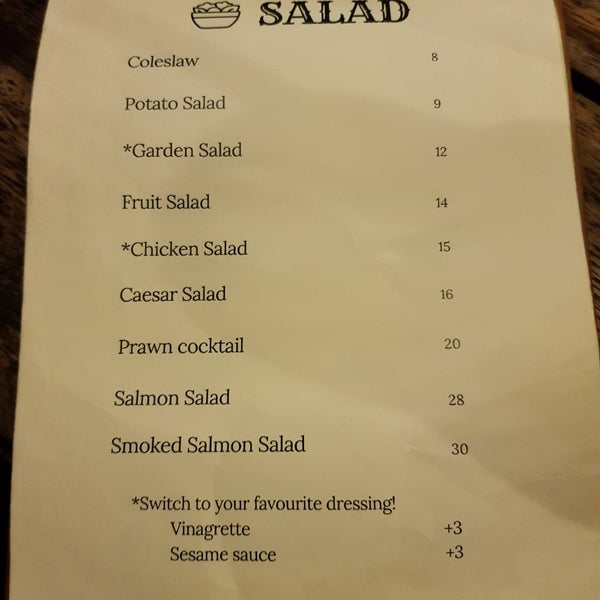 SALAD
Coleslaw 8
Potato Salad 9
*Garden Salad 12
Fruit Salad 14
*Chicken Salad 15
Caesar Salad 16
Prawn cocktail 20
Salmon Salad 28
Smoked Salmon Salad 30
*Switch to your favourite dressing!
Vinagrette +3
Sesame sauce +3